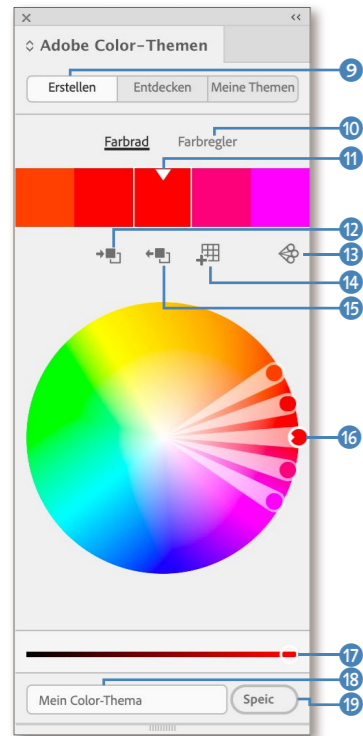 Adobe Color-Themen
Erstellen Entdecken Meine Themen 9
Farbrad Farbregler 10
11
12
13
14
15
16
17
18
Mein Color-Thema Speic 19